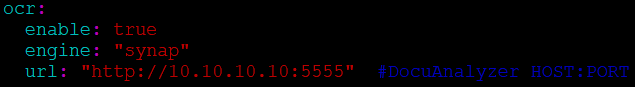 ocr:
  enable: true
  engine: "synap"
  url: "http://10.10.10.10:5555"  #DocuAnalyzer HOST:PORT